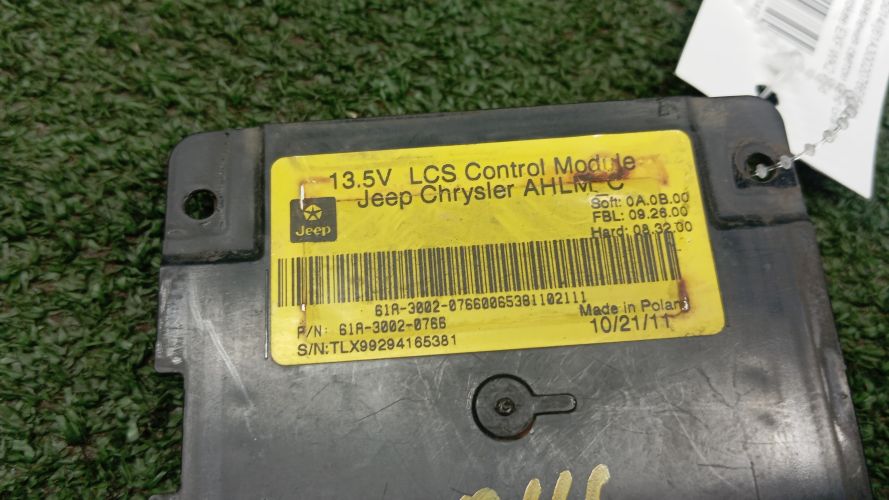 13.5V LCS Control Module
Jeep Chrysler AHLM C
Soft: 0A.0B.00
FBL: 09.26.00
Hard: 08.32.00
Jeep
61A-3002-07660065381102111
P/N: 61A-3002-0766
S/N:TLX99294165381
Made in Poland
10/21/11